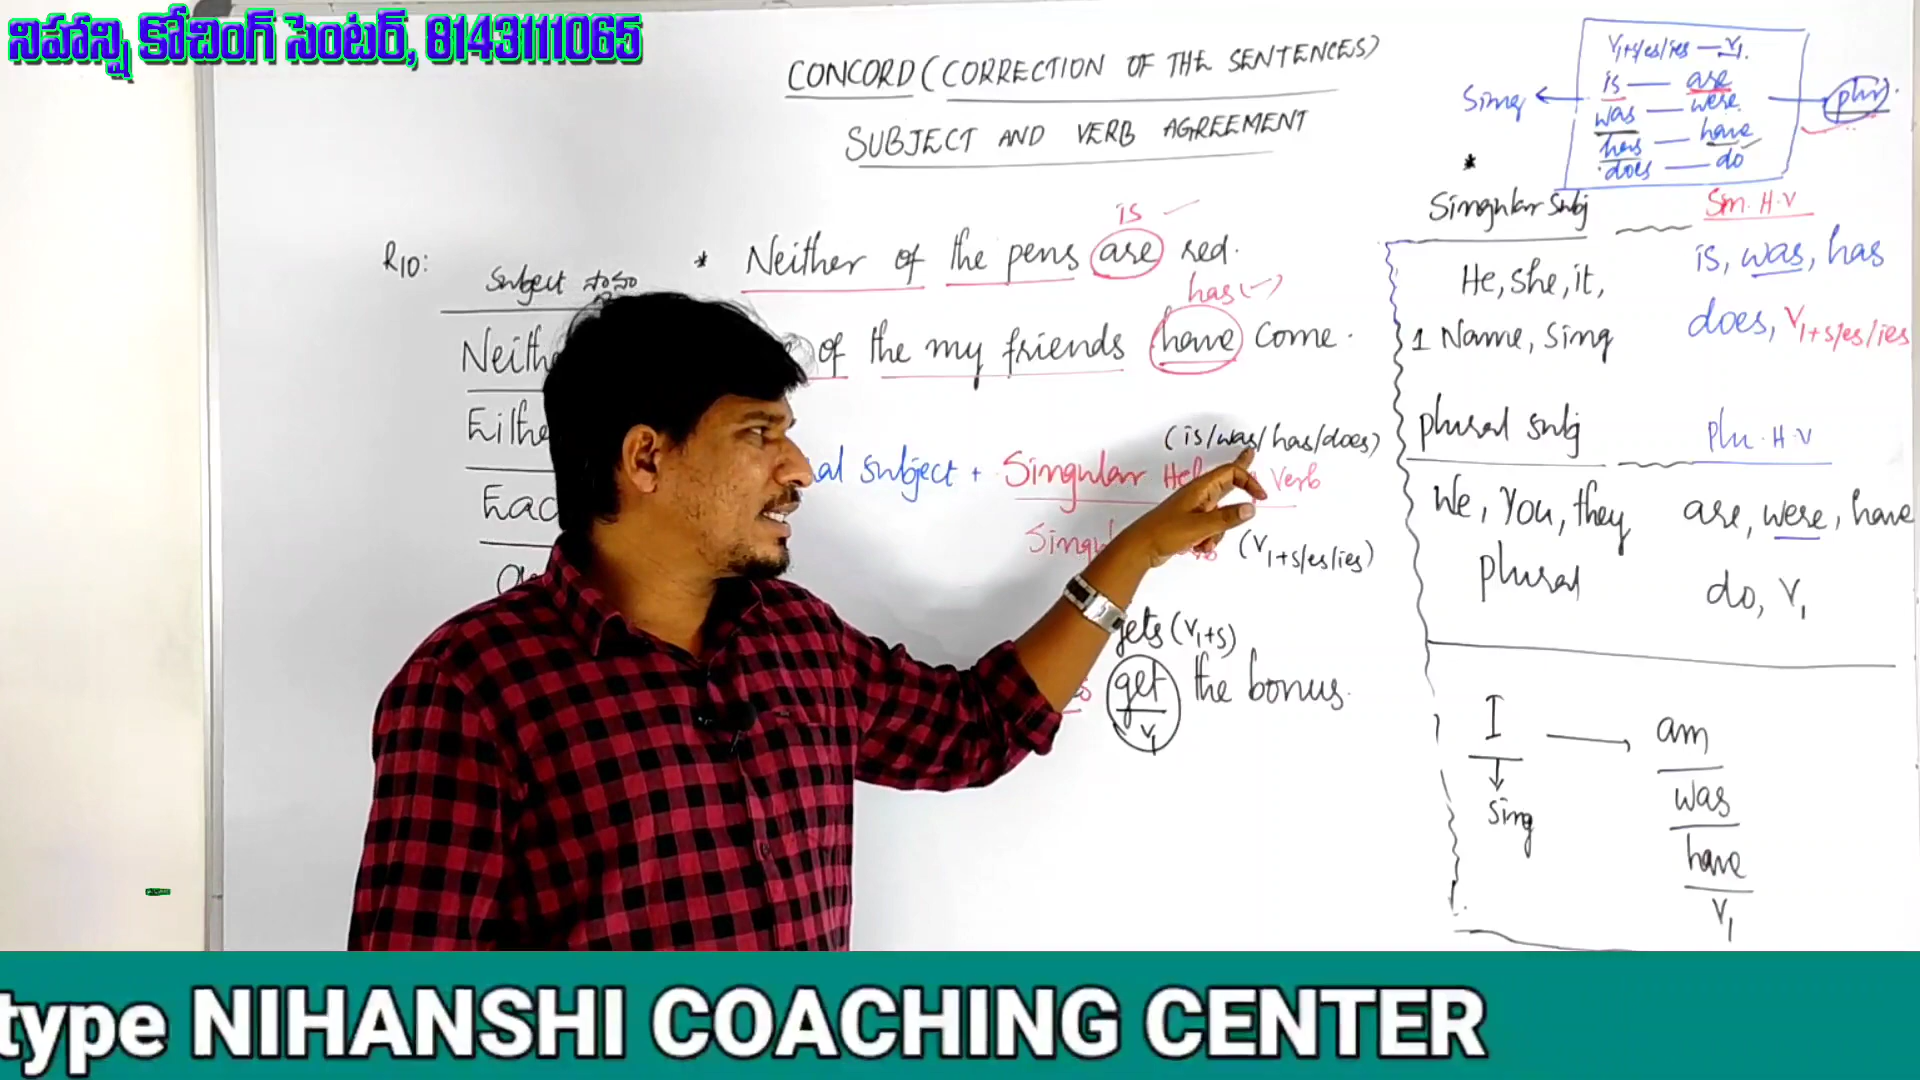 నిహాన్షి కోచింగ్ సెంటర్, 8143111065
CONCORD (CORRECTION OF THE SENTENCES)
SUBJECT AND VERB AGREEMENT
R10:
Subject
* Neither of the pens are red.
is
has
of the my friends have come.
Neithe
Eithe
Eac
al subject + Singular He Verb
(is/was/has/does)
Singu (V1+s/es/ies)
gets (V1+s)
get the bonus.
V1
V1+s/es/ies — V1.
is — are
was — were
has — have
does — do
Sing
plur
*
Singular Subj Sin. H.V
He, She, it, is, was, has
1 Name, Sing does, V1+s/es/ies
plural Subj Plu. H.V
We, You, they are, were, have
plural do, V1
I am
Sing was
have
V1
type NIHANSHI COACHING CENTER